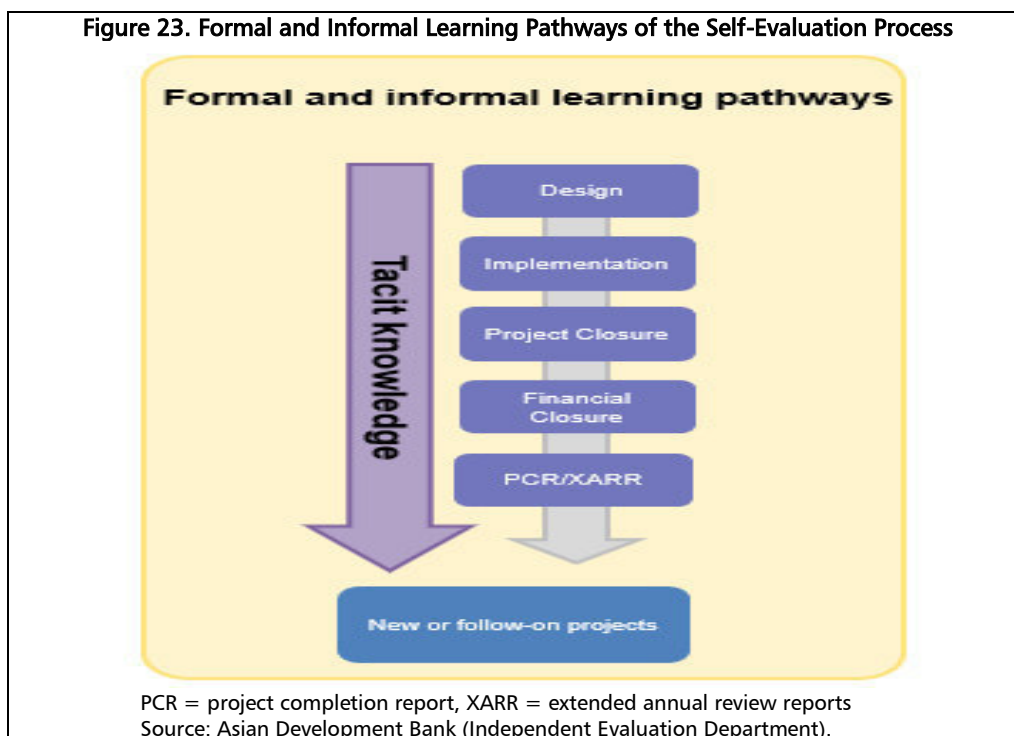 Figure 23. Formal and Informal Learning Pathways of the Self-Evaluation Process
Formal and informal learning pathways
Tacit knowledge
Design
Implementation
Project Closure
Financial
Closure
PCR/XARR
New or follow-on projects
PCR = project completion report, XARR = extended annual review reports
Source: Asian Development Bank (Independent Evaluation Department).